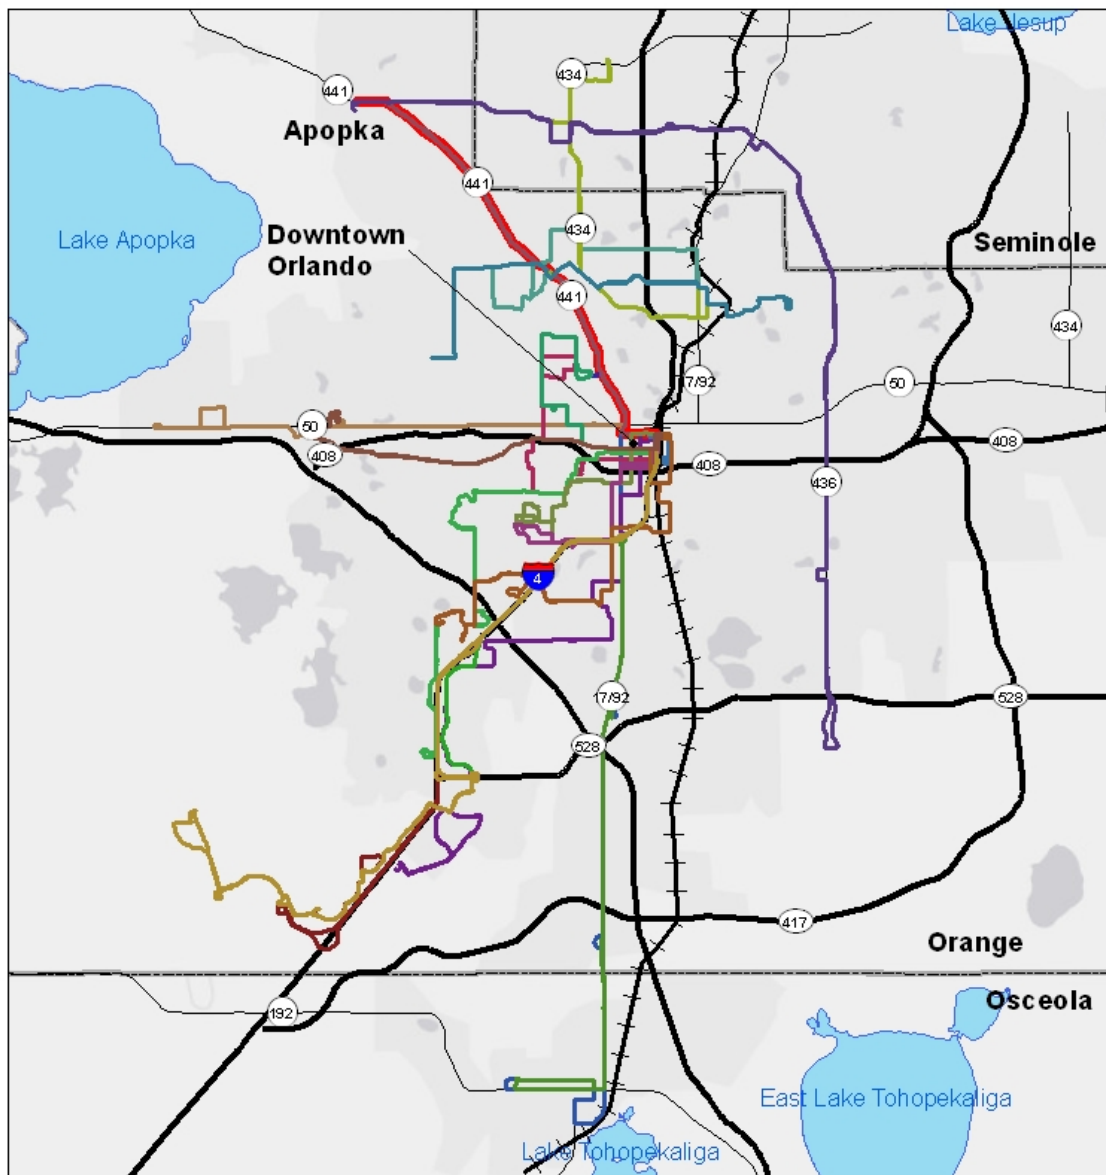 Lake Jesup
434
441
Apopka
441
434
Lake Apopka
Downtown
Orlando
Seminole
441
434
7/92
50
50
408
408
408
436
4
17/92
528
528
417
Orange
192
Osceola
East Lake Tohopekaliga
Lake Tohopekaliga